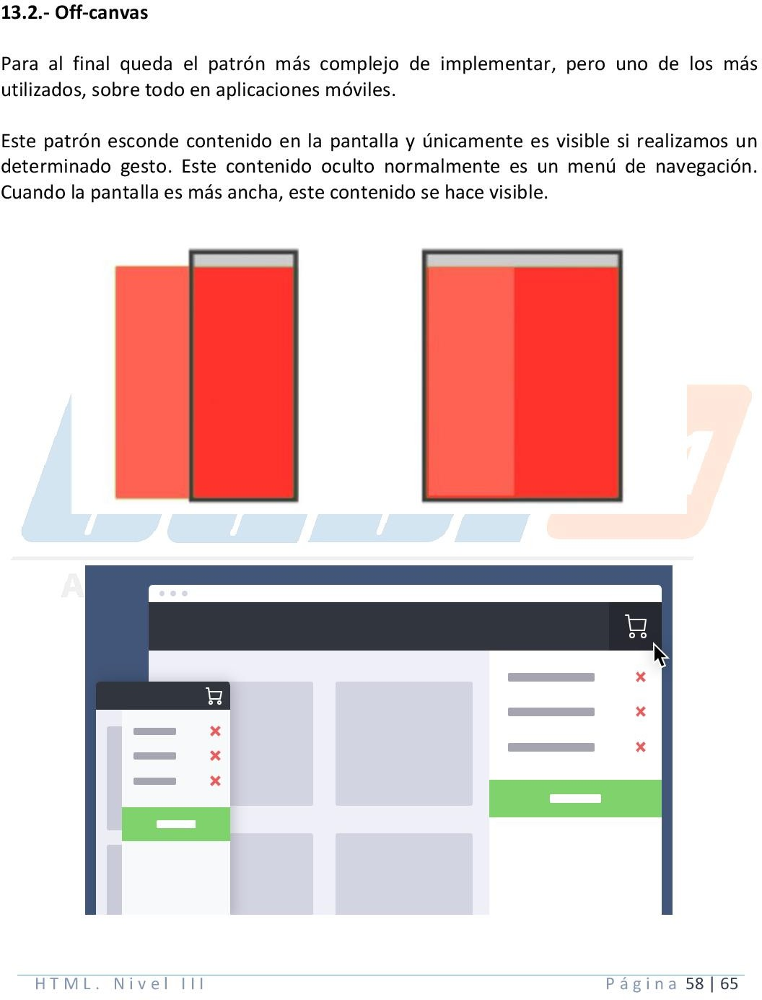 13.2.- Off-canvas
Para al final queda el patrón más complejo de implementar, pero uno de los más
utilizados, sobre todo en aplicaciones móviles.
Este patrón esconde contenido en la pantalla y únicamente es visible si realizamos un
determinado gesto. Este contenido oculto normalmente es un menú de navegación.
Cuando la pantalla es más ancha, este contenido se hace visible.
A
HTML. Nivel III
Página 58 | 65